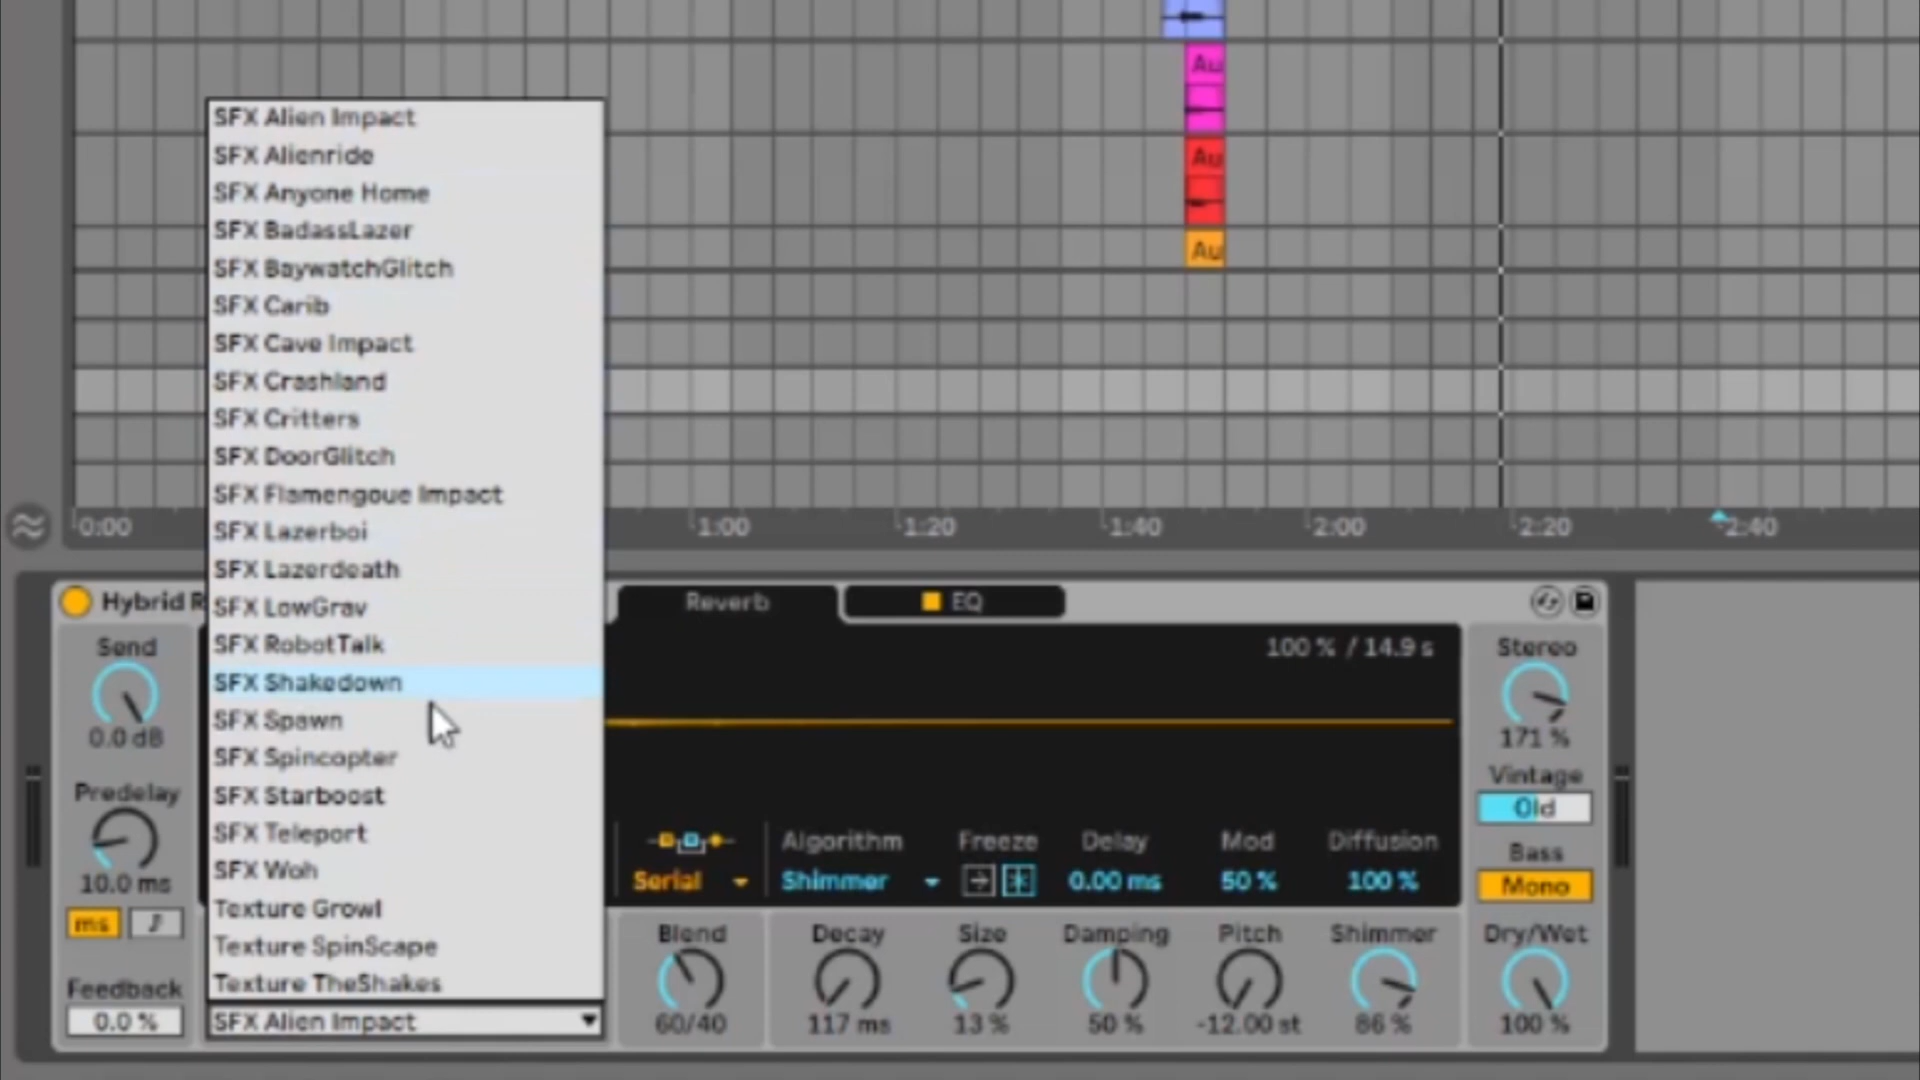 Au
Au
Au
SFX Alien Impact
SFX Alienride
SFX Anyone Home
SFX BadassLazer
SFX BaywatchGlitch
SFX Carib
SFX Cave Impact
SFX Crashland
SFX Critters
SFX DoorGlitch
SFX Flamengoue Impact
SFX Lazerboi
SFX Lazerdeath
SFX LowGrav
SFX RobotTalk
SFX Shakedown
SFX Spawn
SFX Spincopter
SFX Starboost
SFX Teleport
SFX Woh
Texture Growl
Texture SpinScape
Texture TheShakes
SFX Alien Impact
0:00 1:00 1:20 1:40 2:00 2:20 2:40
Hybrid R
Reverb EQ
Send
0.0 dB
Predelay
10.0 ms
ms
Feedback
0.0 %
100 % / 14.9 s
Algorithm Freeze Delay Mod Diffusion
Serial Shimmer 0.00 ms 50 % 100 %
Blend Decay Size Damping Pitch Shimmer
60/40 117 ms 13 % 50 % -12.00 st 86 %
Stereo
171 %
Vintage
Old
Bass
Mono
Dry/Wet
100 %